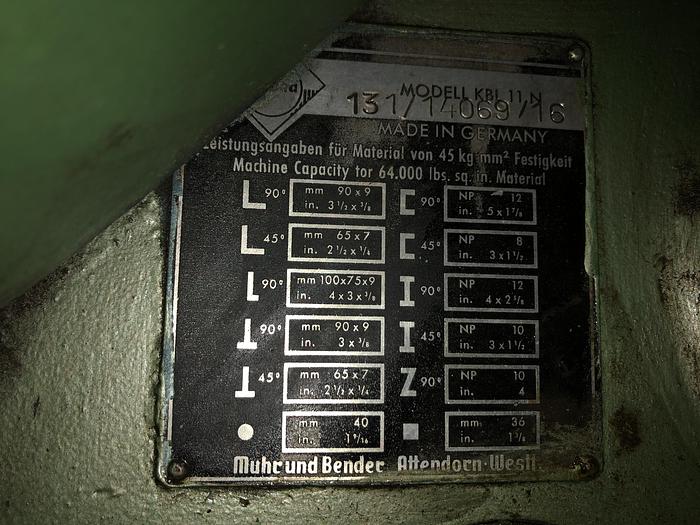 MODELL KBL 11 N
131/14069/16
MADE IN GERMANY
Leistungsangaben für Material von 45 kg mm² Festigkeit
Machine Capacity for 64.000 lbs. sq. in. Material
90° mm 90 x 9 90° NP 12
in. 3 1/2 x 3/8 in. 5 x 1 7/8
45° mm 65 x 7 45° NP 8
in. 2 1/2 x 1/4 in. 3 x 1 1/2
90° mm 100x75x9 90° NP 12
in. 4 x 3 x 3/8 in. 4 x 2 5/8
90° mm 90 x 9 45° NP 10
in. 3 x 3/8 in. 3 x 1 1/2
45° mm 65 x 7 90° NP 10
in. 2 1/2 x 1/4 in. 4
mm 40 mm 36
in. 1 9/16 in. 1 3/8
Muhr und Bender Attendorn-Westf.